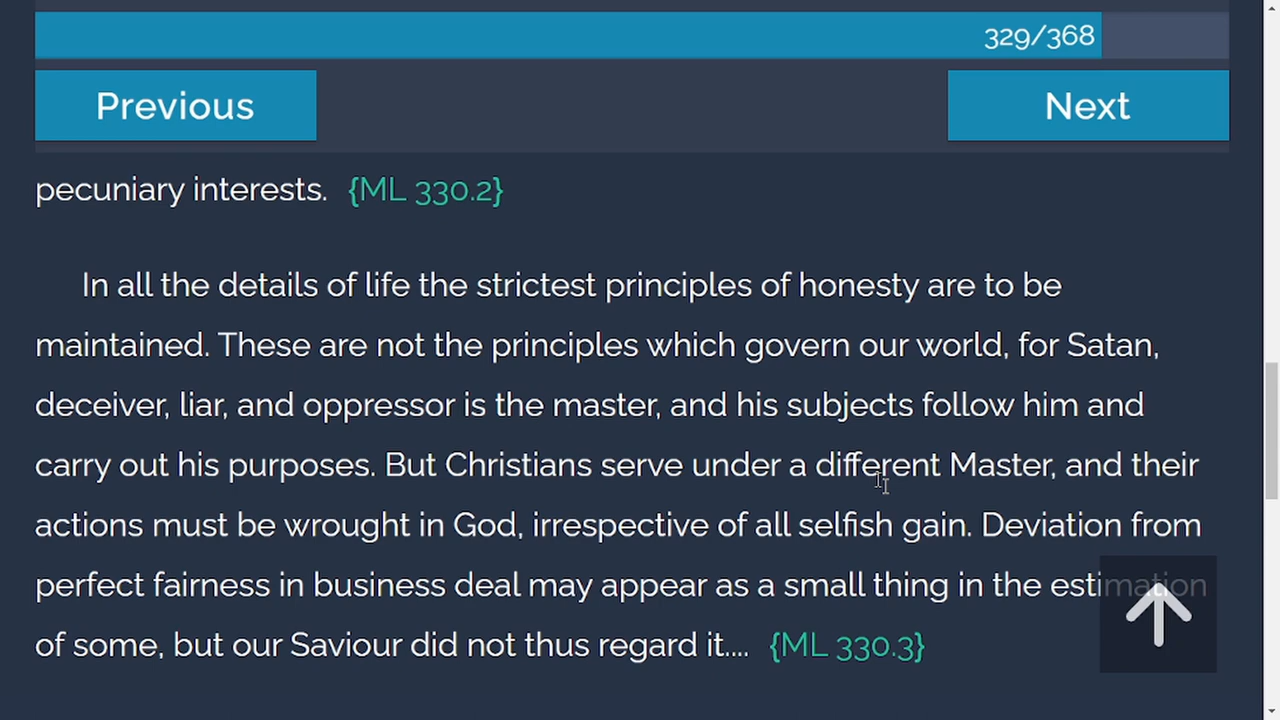 329/368
Previous
Next
pecuniary interests. {ML 330.2}
In all the details of life the strictest principles of honesty are to be
maintained. These are not the principles which govern our world, for Satan,
deceiver, liar, and oppressor is the master, and his subjects follow him and
carry out his purposes. But Christians serve under a different Master, and their
actions must be wrought in God, irrespective of all selfish gain. Deviation from
perfect fairness in business deal may appear as a small thing in the estimation
of some, but our Saviour did not thus regard it.... {ML 330.3}